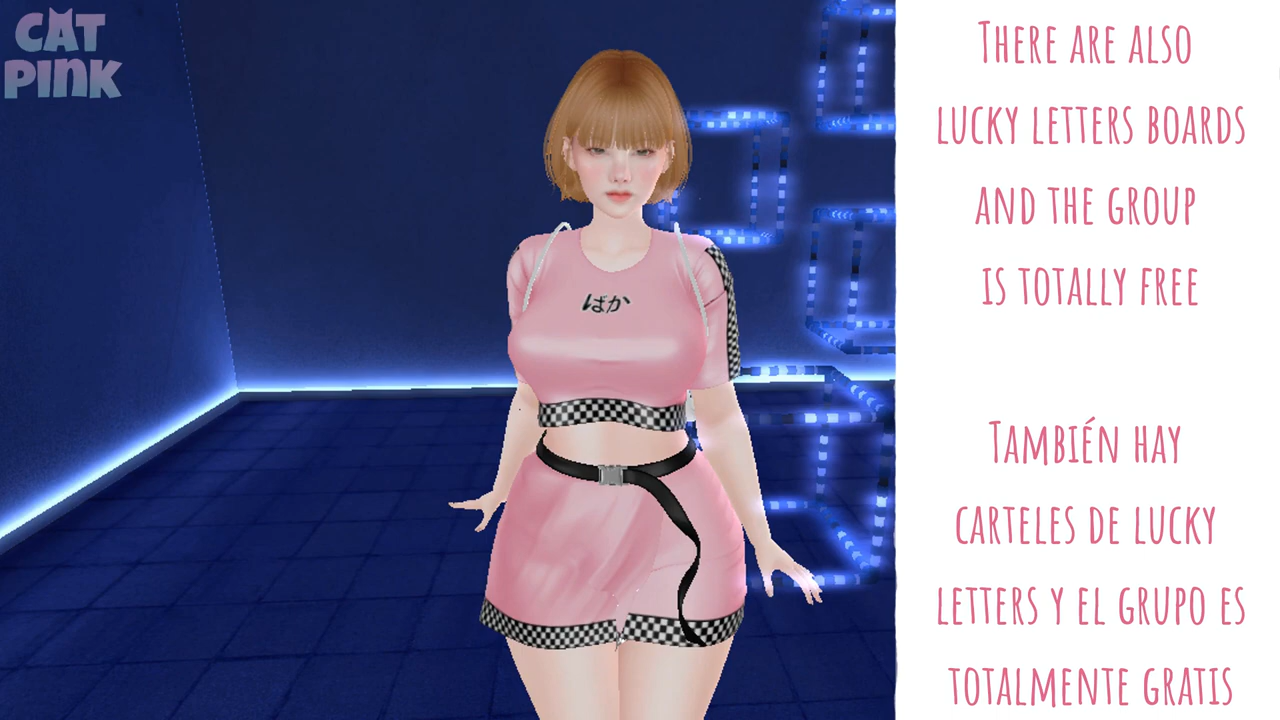 CAT
PINK
ばか
THERE ARE ALSO
LUCKY LETTERS BOARDS
AND THE GROUP
IS TOTALLY FREE
TAMBIÉN HAY
CARTELES DE LUCKY
LETTERS Y EL GRUPO ES
TOTALMENTE GRATIS